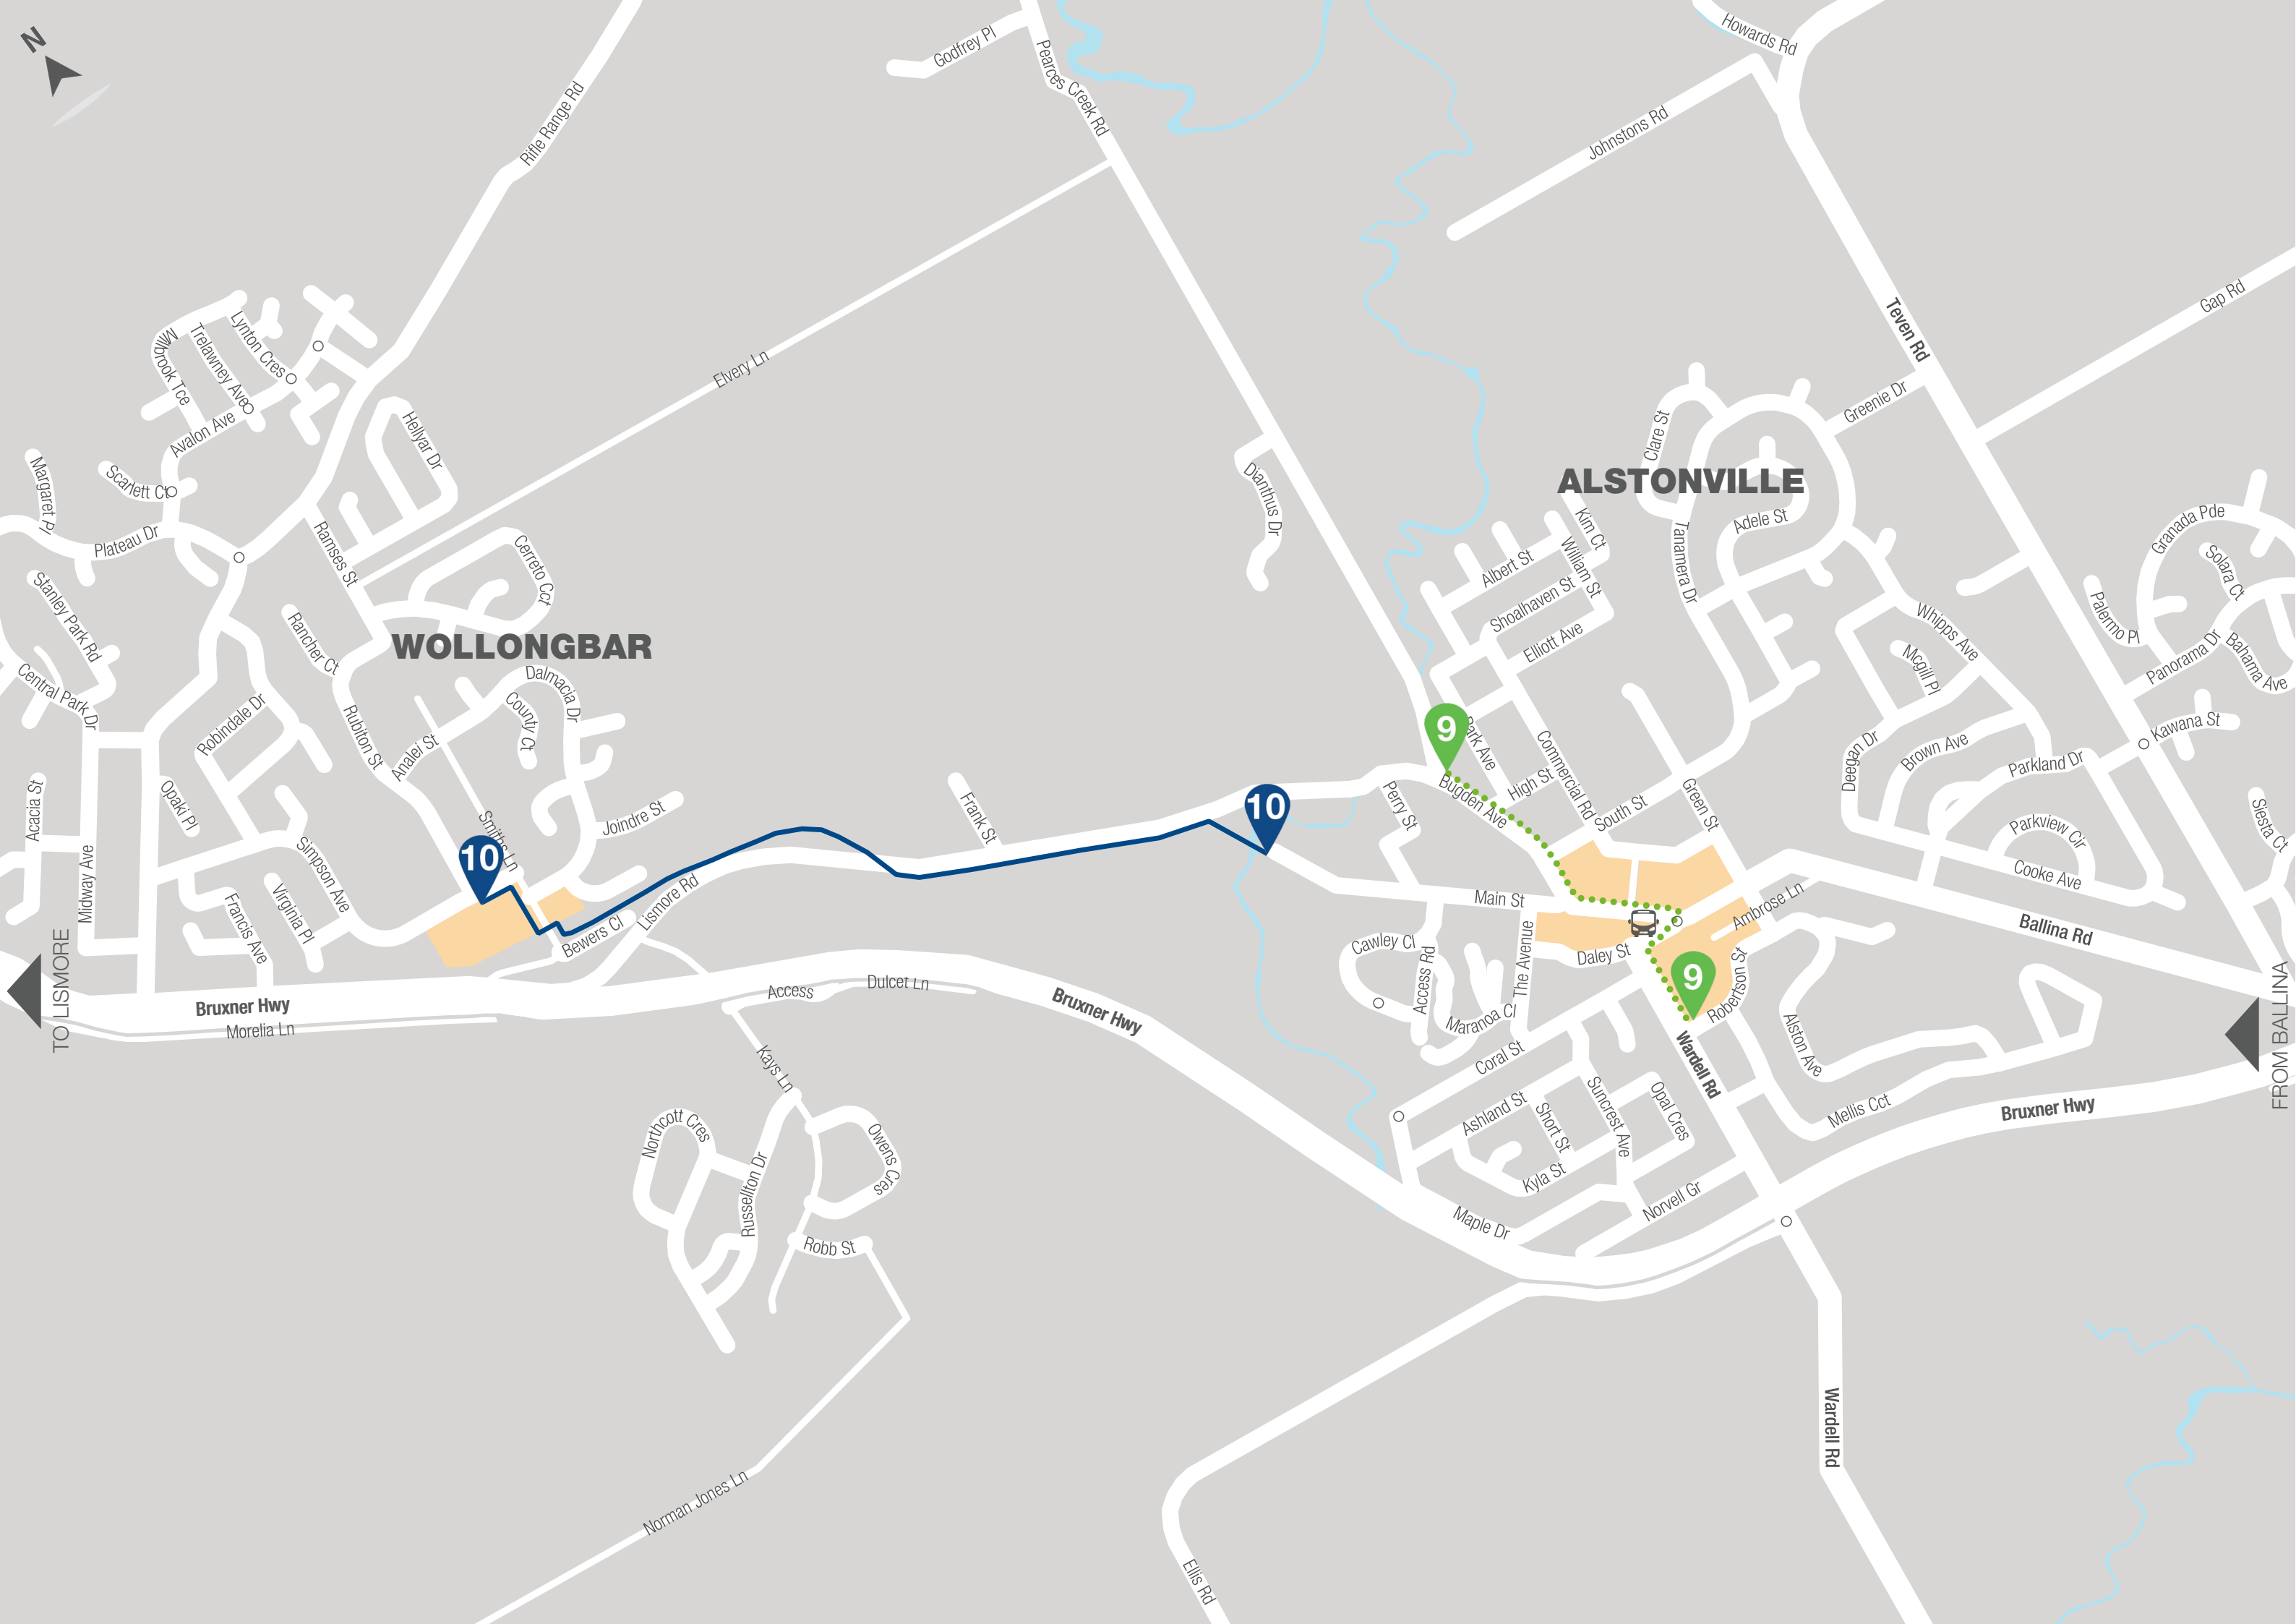 N
Howards Rd
Godfrey Pl
Pearces Creek Rd
Rifle Range Rd
Johnstons Rd
Gap Rd
Teven Rd
Elvery Ln
Millbrook Tce
Trelawney Ave
Lynton Cres
Avalon Ave
Greenie Dr
Clare St
Hellyar Dr
Scarlett Ct
Margaret Pl
Dianthus Dr
ALSTONVILLE
Adele St
Kim Ct
Granada Pde
Plateau Dr
Ramses St
Cerreto Cct
Albert St
William St
Tanamera Dr
Solara Ct
Stanley Park Rd
Shoalhaven St
Palermo Pl
Rancher Ct
WOLLONGBAR
Elliott Ave
Whipps Ave
Mcgill Pl
Panorama Dr
Bahama Ave
Central Park Dr
Dalmacia Dr
County Ct
Robindale Dr
Rubiton St
Analei St
9
Park Ave
Commercial Rd
Kawana St
Deegan Dr
Brown Ave
Parkland Dr
Acacia St
Opaki Pl
Smiths Ln
Joindre St
Frank St
10
Perry St
Bugden Ave
High St
South St
Green St
Parkview Cir
Siesta Ct
10
Midway Ave
Simpson Ave
Francis Ave
Virginia Pl
Lismore Rd
Bewers Cl
Main St
Cooke Ave
Ambrose Ln
Ballina Rd
TO LISMORE
Cawley Cl
Access Rd
The Avenue
Daley St
9
Robertson St
Bruxner Hwy
Morelia Ln
Access
Dulcet Ln
Bruxner Hwy
Maranoa Cl
Coral St
Wardell Rd
Alston Ave
FROM BALLINA
Kays Ln
Northcott Cres
Owens Cres
Russellton Dr
Ashland St
Short St
Suncrest Ave
Opal Cres
Mellis Cct
Bruxner Hwy
Kyla St
Norvell Gr
Maple Dr
Robb St
Wardell Rd
Norman Jones Ln
Ellis Rd